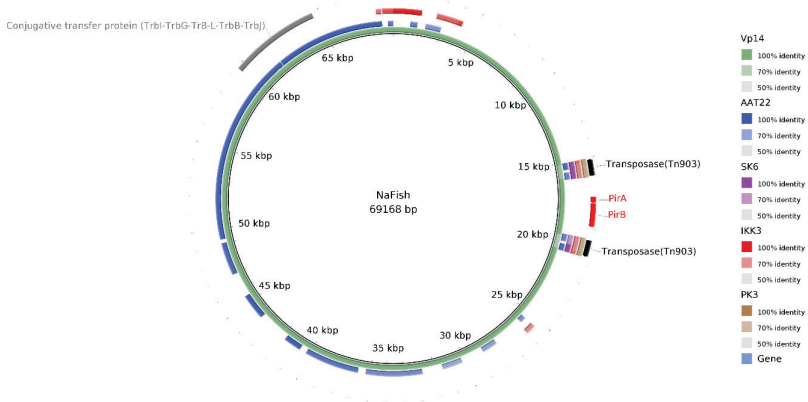 Conjugative transfer protein (TrbI-TrbG-TrB-L-TrbB-TrbJ)
65 kbp
5 kbp
60 kbp
10 kbp
55 kbp
15 kbp
Transposase(Tn903)
NaFish
69168 bp
PirA
PirB
50 kbp
20 kbp
Transposase(Tn903)
45 kbp
25 kbp
40 kbp
30 kbp
35 kbp
Vp14
100% identity
70% identity
50% identity
AAT22
100% identity
70% identity
50% identity
SK6
100% identity
70% identity
50% identity
IKK3
100% identity
70% identity
50% identity
PK3
100% identity
70% identity
50% identity
Gene